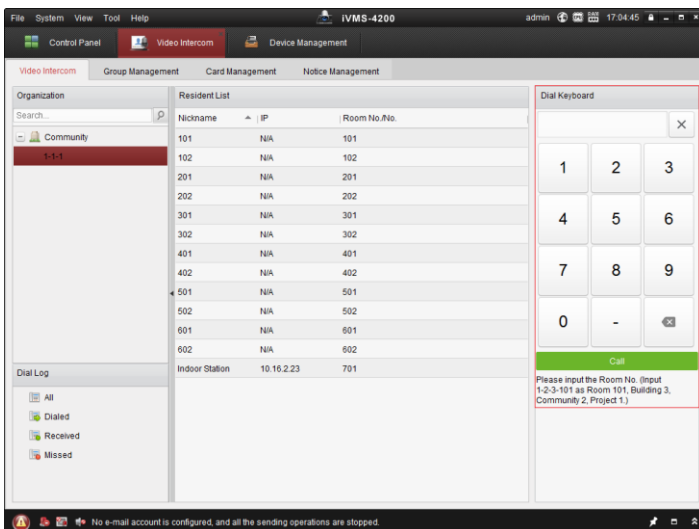 File System View Tool Help iVMS-4200 admin 17:04:45
Control Panel Video Intercom Device Management
Video Intercom Group Management Card Management Notice Management
Organization
Search...
Community
1-1-1
Resident List
Nickname IP Room No./No.
101 N/A 101
102 N/A 102
201 N/A 201
202 N/A 202
301 N/A 301
302 N/A 302
401 N/A 401
402 N/A 402
501 N/A 501
502 N/A 502
601 N/A 601
602 N/A 602
Indoor Station 10.16.2.23 701
Dial Keyboard
1 2 3
4 5 6
7 8 9
0 -
Call
Please input the Room No. (Input
1-2-3-101 as Room 101, Building 3,
Community 2, Project 1.)
Dial Log
All
Dialed
Received
Missed
No e-mail account is configured, and all the sending operations are stopped.